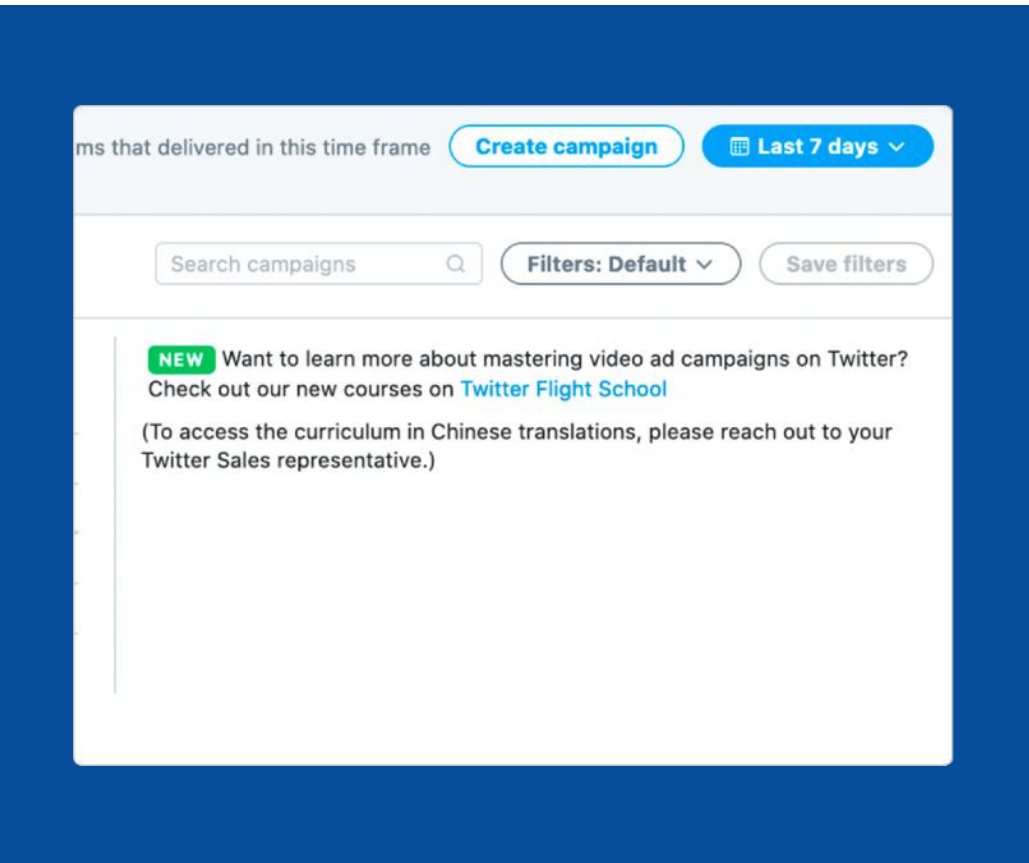 ms that delivered in this time frame Create campaign Last 7 days
Search campaigns Filters: Default Save filters
NEW Want to learn more about mastering video ad campaigns on Twitter?
Check out our new courses on Twitter Flight School
(To access the curriculum in Chinese translations, please reach out to your
Twitter Sales representative.)